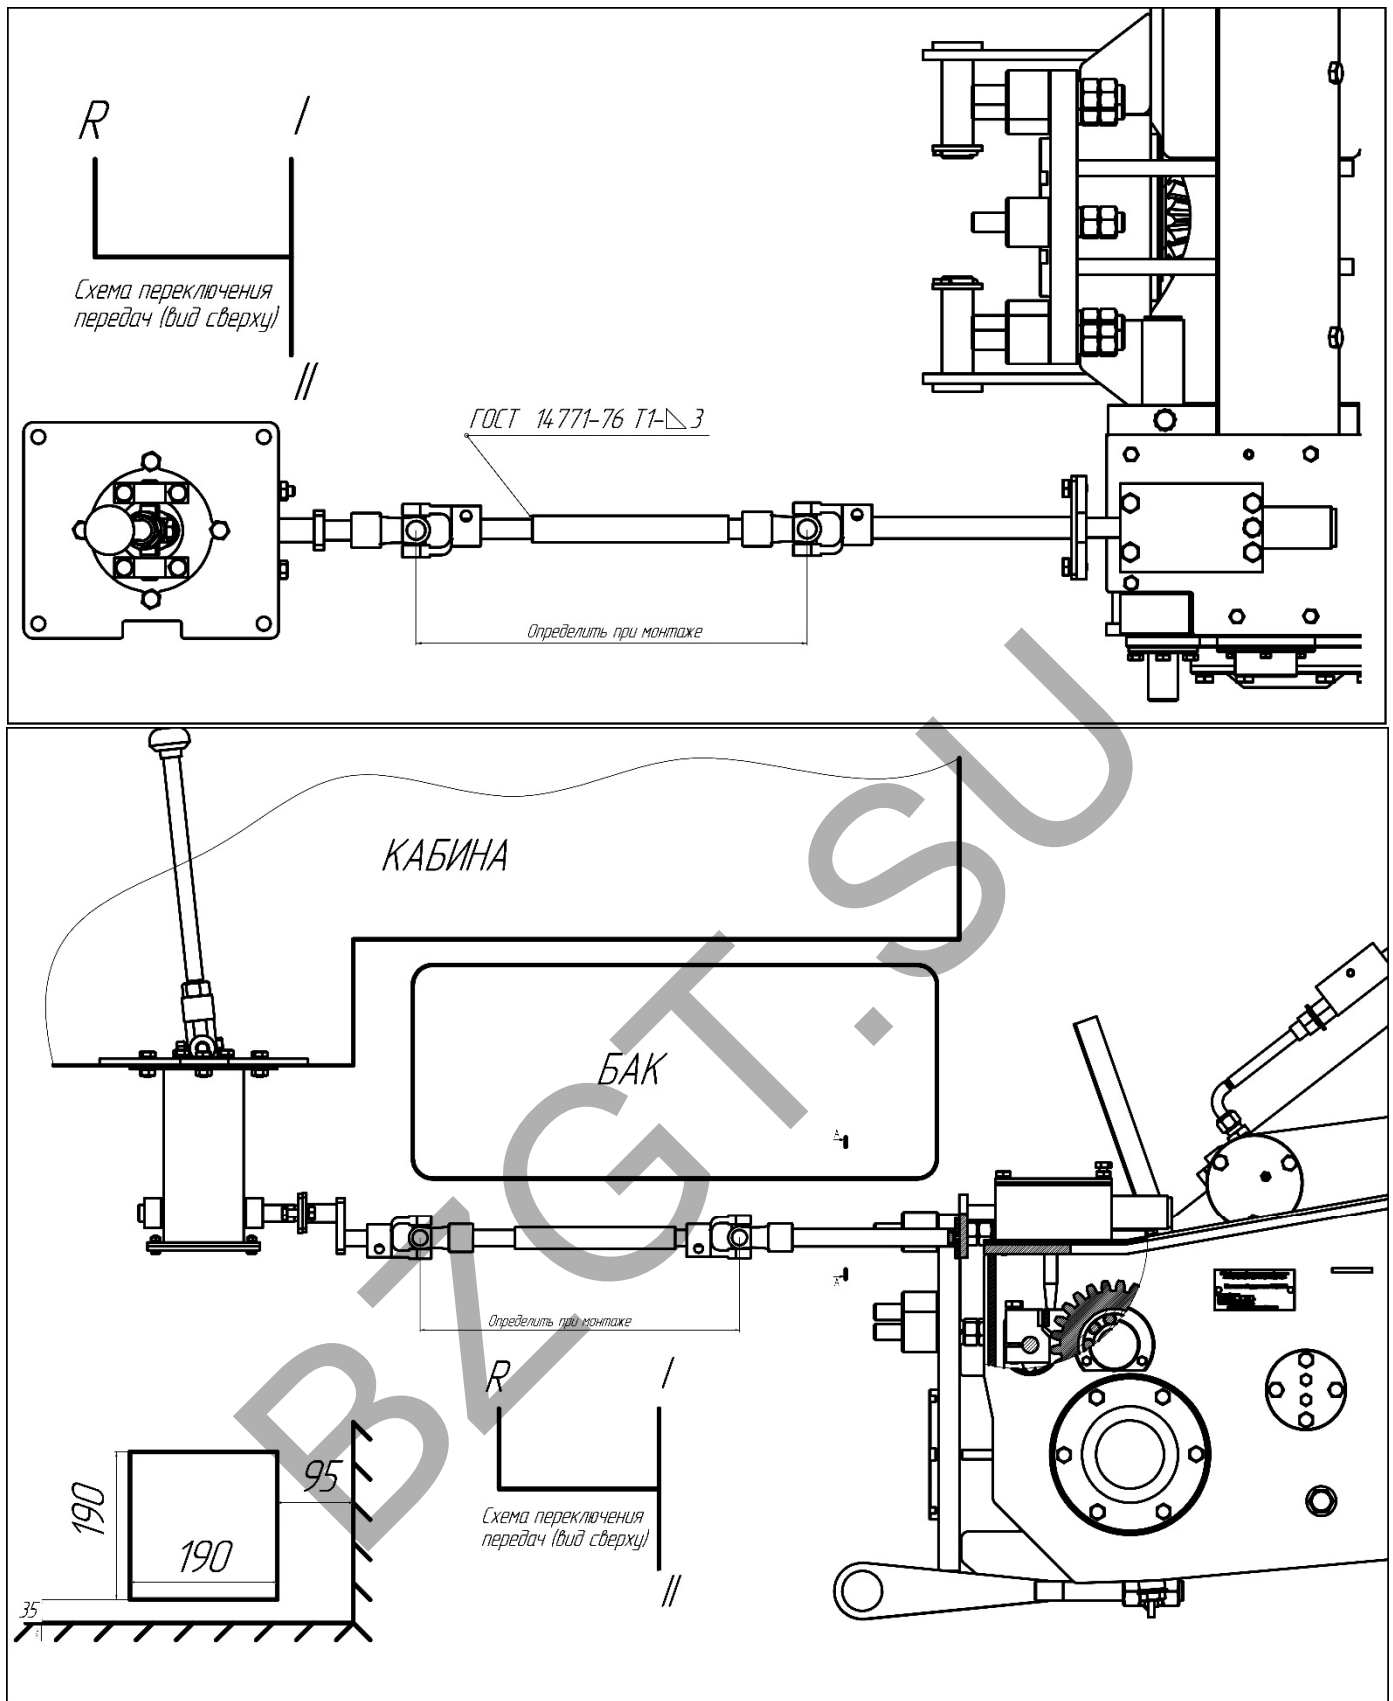 R
I
Схема переключения
передач (вид сверху)
II
ГОСТ 14771-76 Т1-◺3
Определить при монтаже
BZGT.SU
КАБИНА
БАК
А
А
Определить при монтаже
R
I
95
190
Схема переключения
передач (вид сверху)
190
II
35